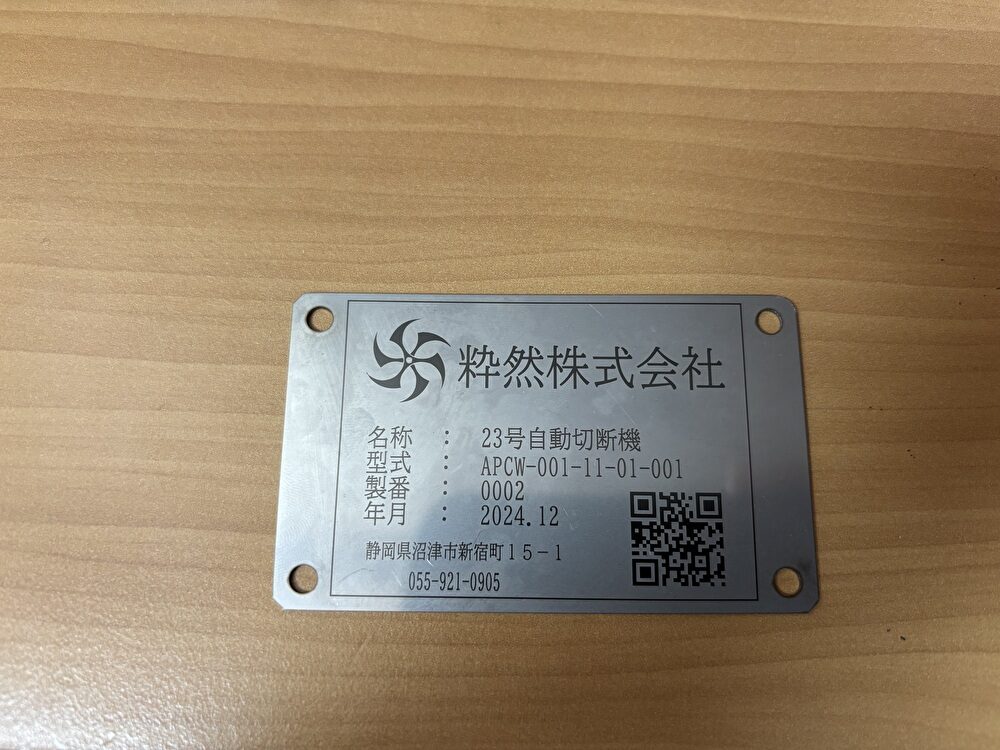 粋然株式会社
名称 : 23号自動切断機
型式 : APCW-001-11-01-001
製番 : 0002
年月 : 2024.12
静岡県沼津市新宿町15-1
055-921-0905